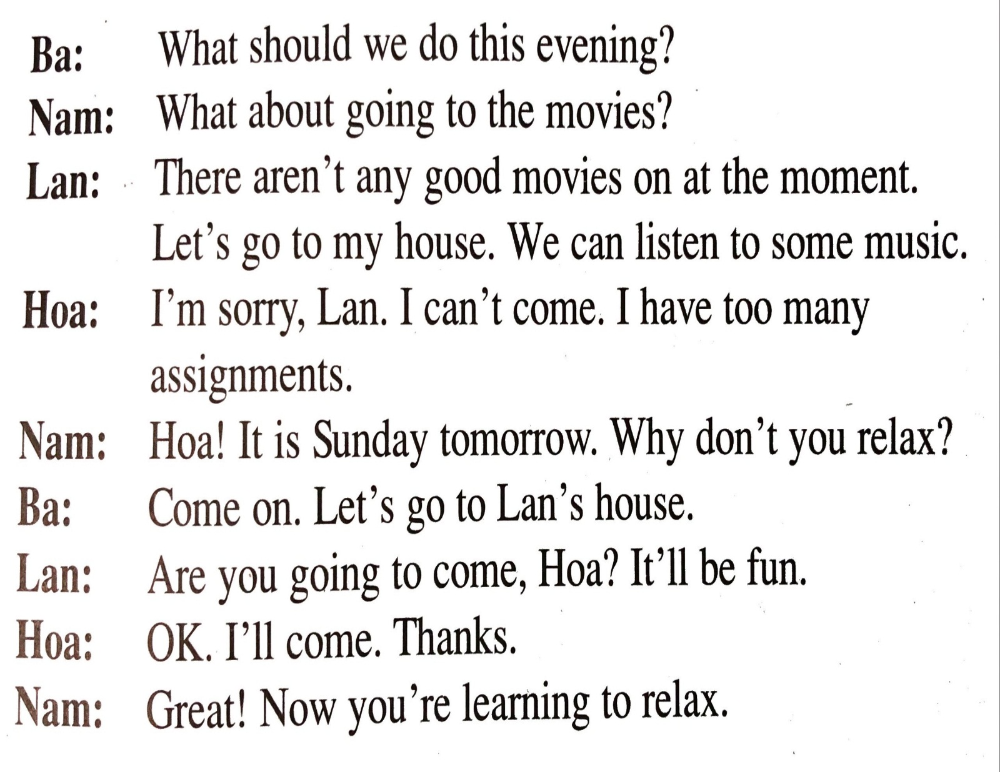 Ba: What should we do this evening?
Nam: What about going to the movies?
Lan: There aren't any good movies on at the moment.
Let's go to my house. We can listen to some music.
Hoa: I'm sorry, Lan. I can't come. I have too many
assignments.
Nam: Hoa! It is Sunday tomorrow. Why don't you relax?
Ba: Come on. Let's go to Lan's house.
Lan: Are you going to come, Hoa? It'll be fun.
Hoa: OK. I'll come. Thanks.
Nam: Great! Now you're learning to relax.